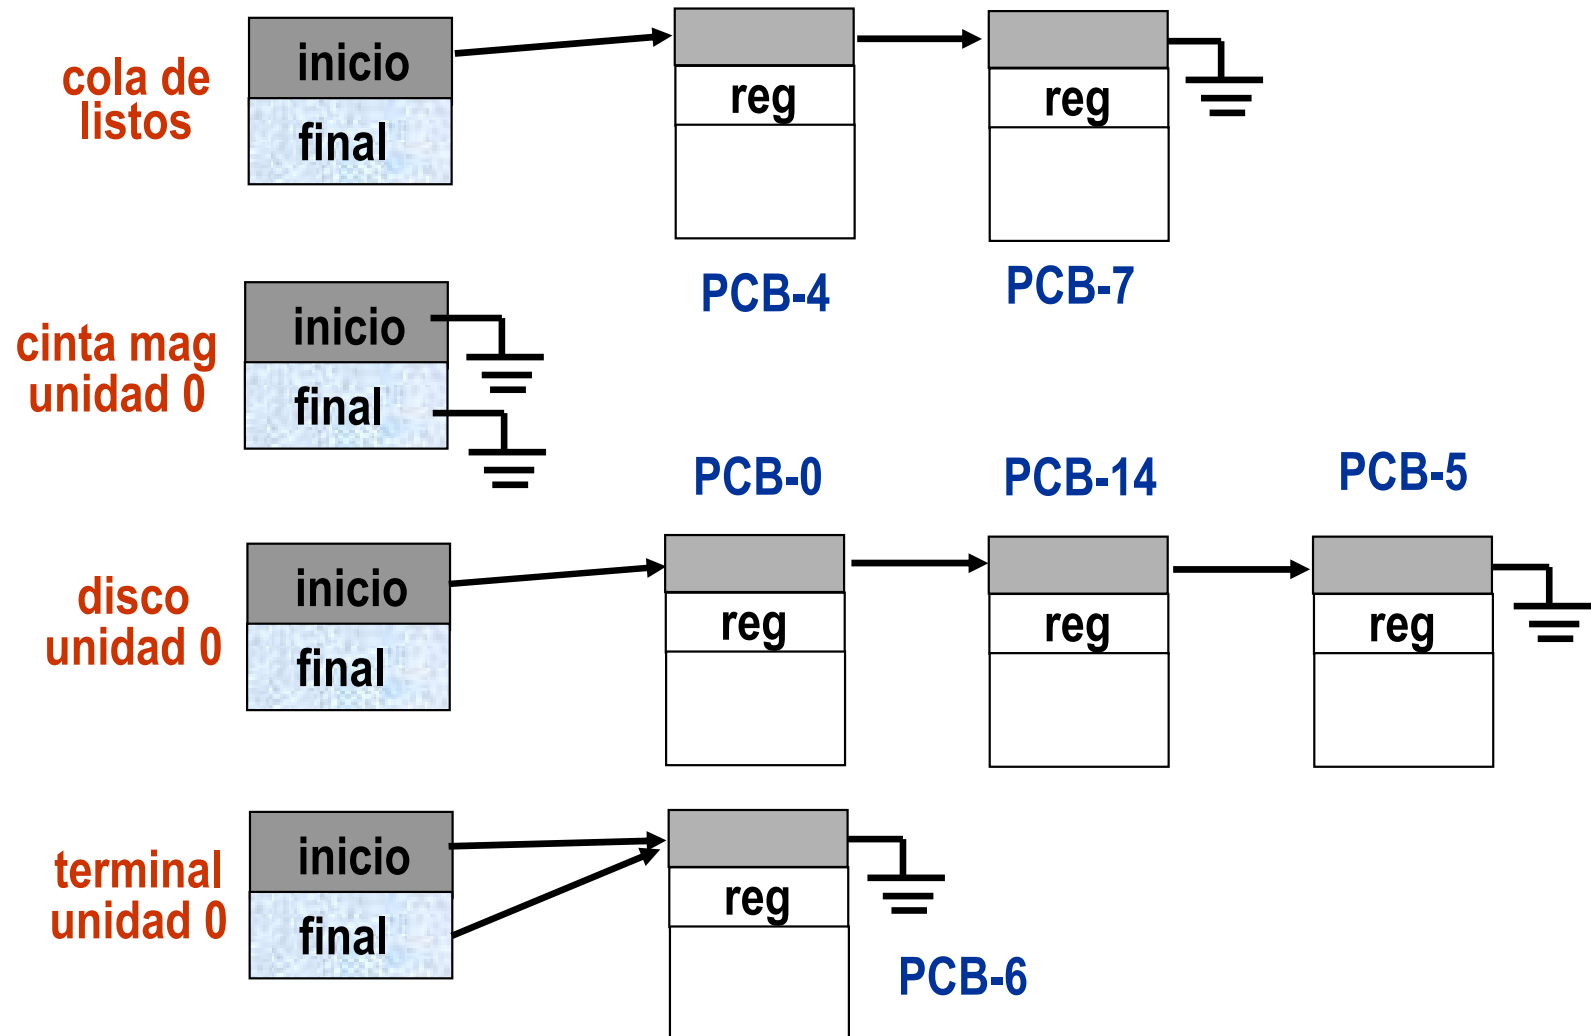 cola de
listos
inicio
final
reg
reg
PCB-4
PCB-7
cinta mag
unidad 0
inicio
final
PCB-0
PCB-14
PCB-5
disco
unidad 0
inicio
final
reg
reg
reg
terminal
unidad 0
inicio
final
reg
PCB-6